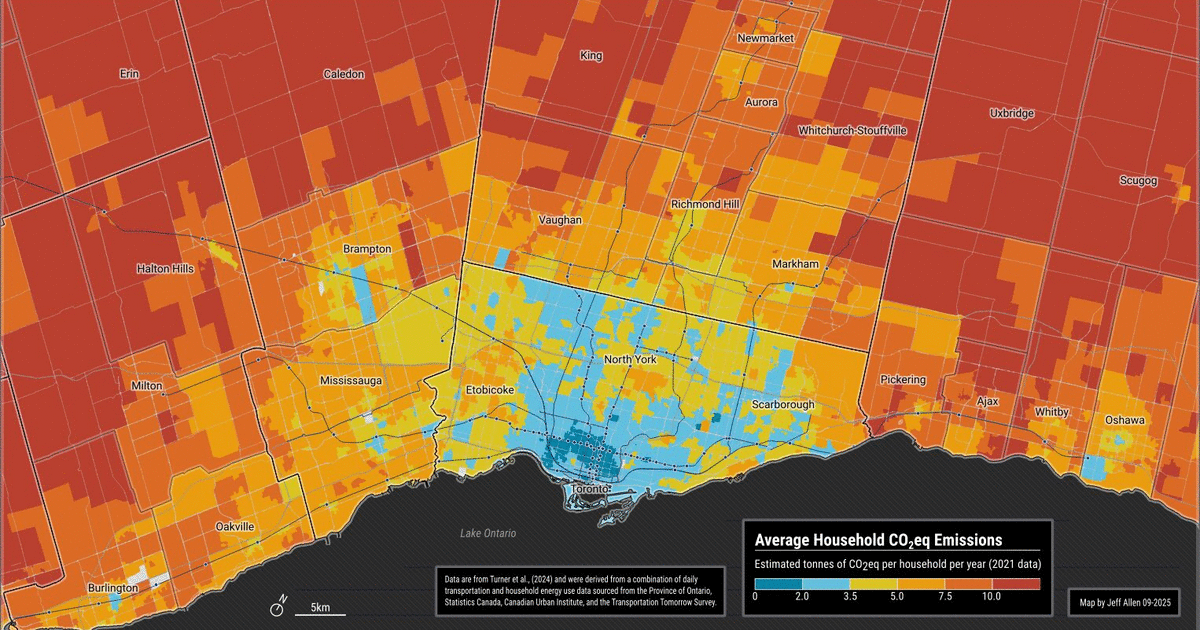 Newmarket
King
Erin
Caledon
Aurora
Uxbridge
Whitchurch-Stouffville
Scugog
Richmond Hill
Vaughan
Brampton
Markham
Halton Hills
North York
Pickering
Mississauga
Milton
Etobicoke
Ajax
Scarborough
Whitby
Oshawa
Toronto
Oakville
Lake Ontario
Burlington
N
5km
Data are from Turner et al., (2024) and were derived from a combination of daily
transportation and household energy use data sourced from the Province of Ontario,
Statistics Canada, Canadian Urban Institute, and the Transportation Tomorrow Survey.
Average Household CO2eq Emissions
Estimated tonnes of CO2eq per household per year (2021 data)
0 2.0 3.5 5.0 7.5 10.0
Map by Jeff Allen 09-2025